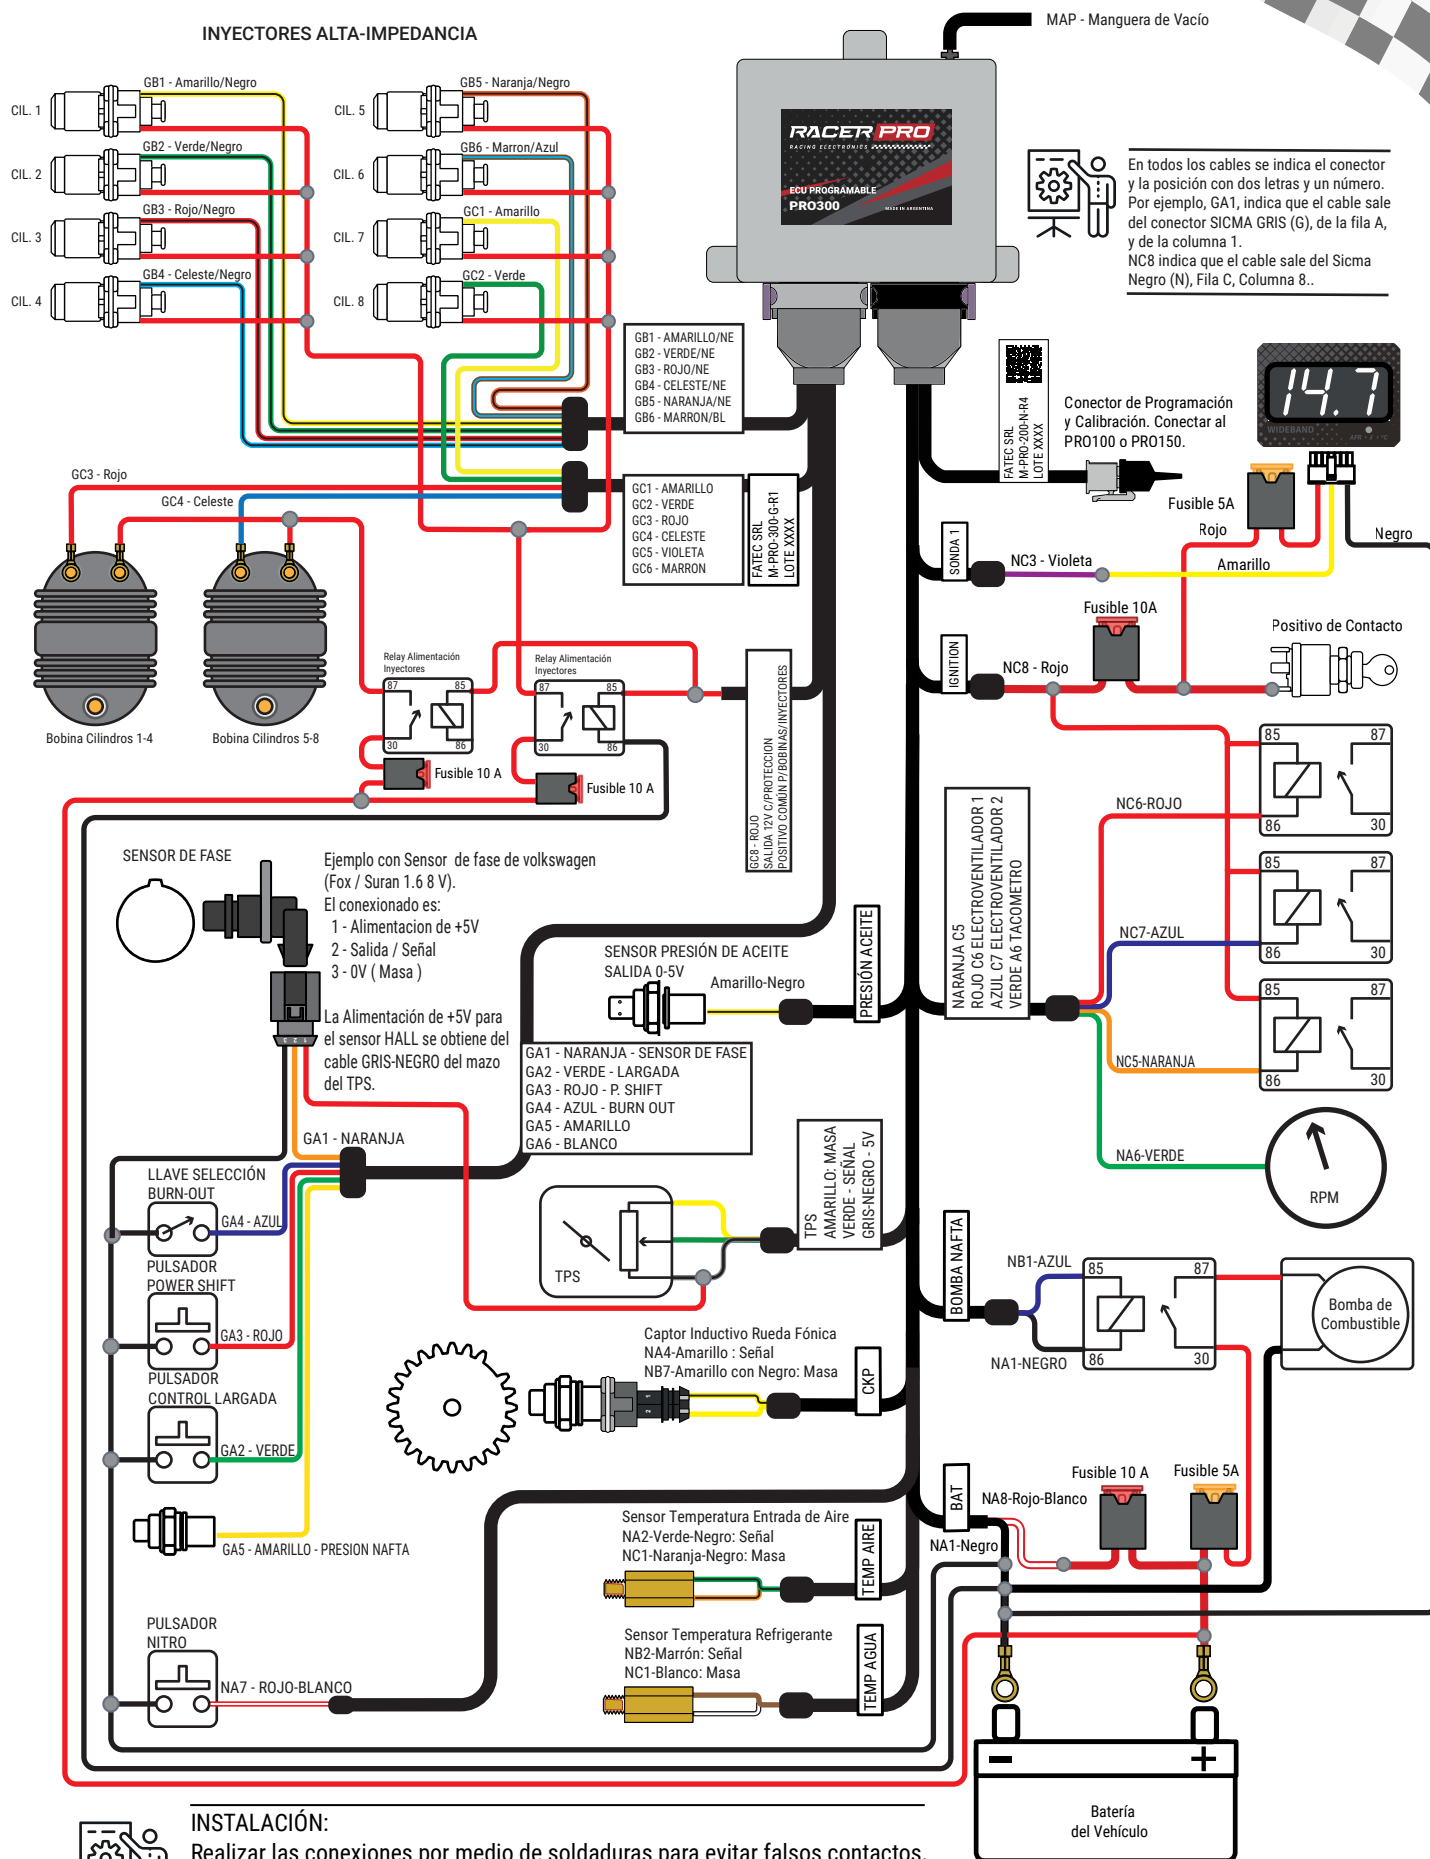 INYECTORES ALTA-IMPEDANCIA
MAP - Manguera de Vacío
GB1 - Amarillo/Negro
CIL. 1
GB2 - Verde/Negro
CIL. 2
GB3 - Rojo/Negro
CIL. 3
GB4 - Celeste/Negro
CIL. 4
GB5 - Naranja/Negro
CIL. 5
GB6 - Marron/Azul
CIL. 6
GC1 - Amarillo
CIL. 7
GC2 - Verde
CIL. 8
RACER PRO
RACING ELECTRONICS
ECU PROGRAMABLE
PRO300
MADE IN ARGENTINA
En todos los cables se indica el conector
y la posición con dos letras y un número.
Por ejemplo, GA1, indica que el cable sale
del conector SICMA GRIS (G), de la fila A,
y de la columna 1.
NC8 indica que el cable sale del Sicma
Negro (N), Fila C, Columna 8..
GB1 - AMARILLO/NE
GB2 - VERDE/NE
GB3 - ROJO/NE
GB4 - CELESTE/NE
GB5 - NARANJA/NE
GB6 - MARRON/BL
GC1 - AMARILLO
GC2 - VERDE
GC3 - ROJO
GC4 - CELESTE
GC5 - VIOLETA
GC6 - MARRON
FATEC SRL
M-PRO-300-G-R1
LOTE XXXX
FATEC SRL
M-PRO-200-N-R4
LOTE XXXX
Conector de Programación
y Calibración. Conectar al
PRO100 o PRO150.
14.7
WIDEBAND
Fusible 5A
Rojo
Negro
Amarillo
SONDA 1
NC3 - Violeta
Fusible 10A
Positivo de Contacto
IGNITION
NC8 - Rojo
GC3 - Rojo
GC4 - Celeste
Bobina Cilindros 1-4
Bobina Cilindros 5-8
Relay Alimentación
Inyectores
87
85
30
86
Fusible 10 A
Relay Alimentación
Inyectores
87
85
30
86
Fusible 10 A
GC8 - ROJO
SALIDA 12V C/PROTECCION
POSITIVO COMÚN P/BOBINAS/INYECTORES
85
87
86
30
NC6-ROJO
85
87
86
30
NC7-AZUL
85
87
86
30
NC5-NARANJA
NARANJA C5
ROJO C6 ELECTROVENTILADOR 1
AZUL C7 ELECTROVENTILADOR 2
VERDE A6 TACOMETRO
NA6-VERDE
RPM
SENSOR DE FASE
Ejemplo con Sensor de fase de volkswagen
(Fox / Suran 1.6 8 V).
El conexionado es:
1 - Alimentacion de +5V
2 - Salida / Señal
3 - 0V ( Masa )
La Alimentación de +5V para
el sensor HALL se obtiene del
cable GRIS-NEGRO del mazo
del TPS.
3 2 1
SENSOR PRESIÓN DE ACEITE
SALIDA 0-5V
Amarillo-Negro
PRESIÓN ACEITE
GA1 - NARANJA - SENSOR DE FASE
GA2 - VERDE - LARGADA
GA3 - ROJO - P. SHIFT
GA4 - AZUL - BURN OUT
GA5 - AMARILLO
GA6 - BLANCO
GA1 - NARANJA
LLAVE SELECCIÓN
BURN-OUT
GA4 - AZUL
PULSADOR
POWER SHIFT
GA3 - ROJO
PULSADOR
CONTROL LARGADA
GA2 - VERDE
GA5 - AMARILLO - PRESION NAFTA
PULSADOR
NITRO
NA7 - ROJO-BLANCO
TPS
TPS
AMARILLO: MASA
VERDE - SEÑAL
GRIS-NEGRO - 5V
BOMBA NAFTA
NB1-AZUL
NA1-NEGRO
85
87
86
30
Bomba de
Combustible
Captor Inductivo Rueda Fónica
NA4-Amarillo : Señal
NB7-Amarillo con Negro: Masa
2 1
CKP
BAT
NA8-Rojo-Blanco
NA1-Negro
Fusible 10 A
Fusible 5A
Sensor Temperatura Entrada de Aire
NA2-Verde-Negro: Señal
NC1-Naranja-Negro: Masa
TEMP AIRE
Sensor Temperatura Refrigerante
NB2-Marrón: Señal
NC1-Blanco: Masa
TEMP AGUA
Batería
del Vehículo
INSTALACIÓN:
Realizar las conexiones por medio de soldaduras para evitar falsos contactos.